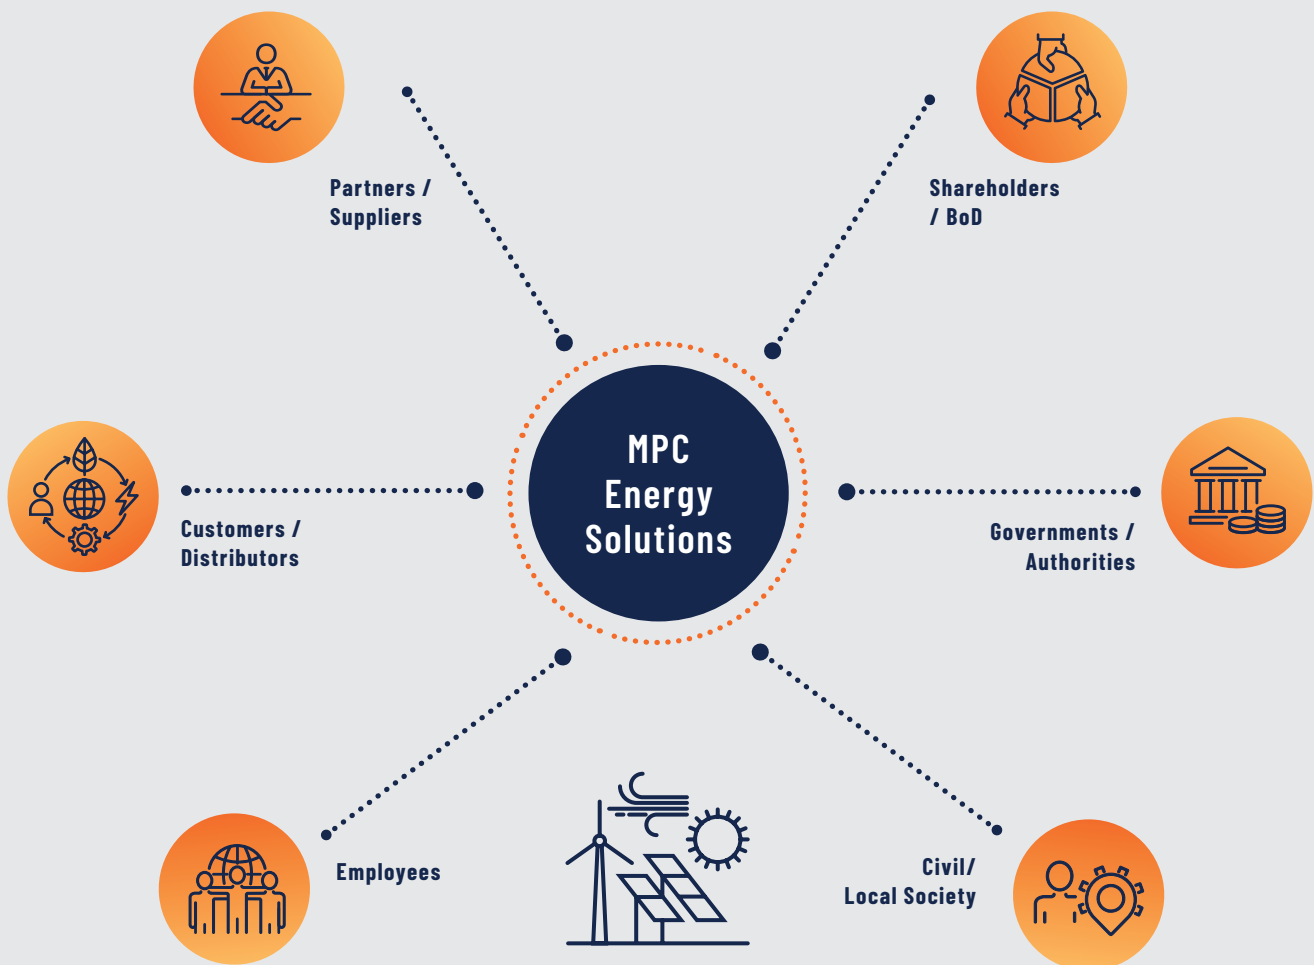 Partners /
Suppliers
Shareholders
/ BoD
MPC
Energy
Solutions
Customers /
Distributors
Governments /
Authorities
Employees
Civil/
Local Society